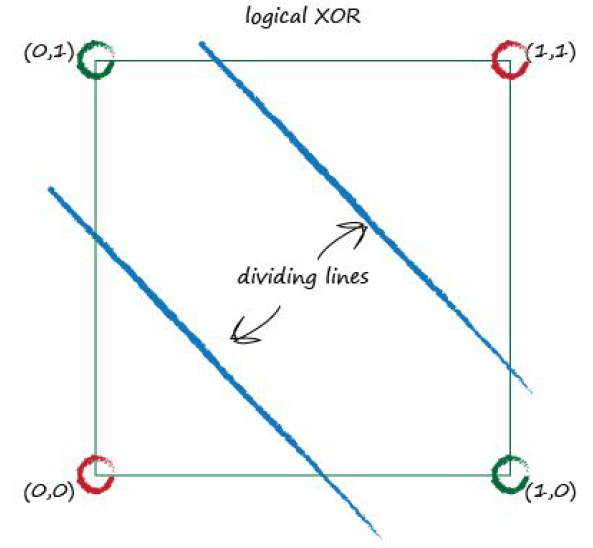 logical XOR
(0,1)
(1,1)
dividing lines
(0,0)
(1,0)